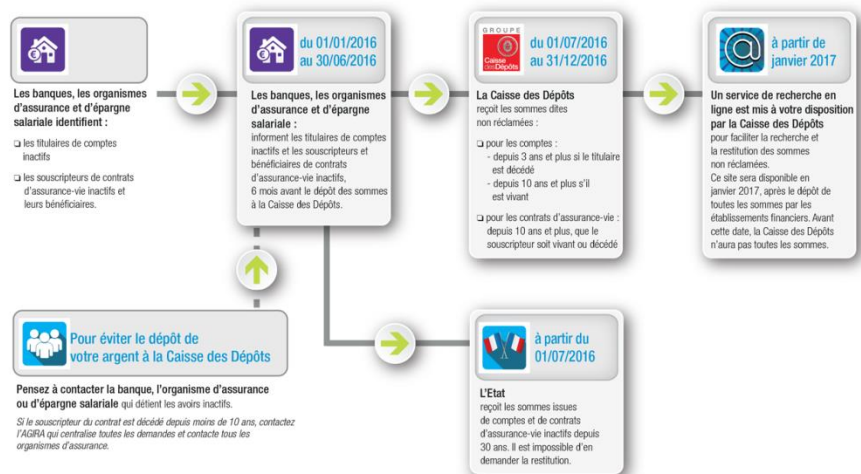 Les banques, les organismes
d'assurance et d'épargne
salariale identifient :
❑ les titulaires de comptes
inactifs
❑ les souscripteurs de contrats
d'assurance-vie inactifs et
leurs bénéficiaires.
du 01/01/2016
au 30/06/2016
Les banques, les organismes
d'assurance et d'épargne
salariale :
informent les titulaires de comptes
inactifs et les souscripteurs et
bénéficiaires de contrats
d'assurance-vie inactifs,
6 mois avant le dépôt des sommes
à la Caisse des Dépôts.
GROUPE
Caisse
des Dépôts
du 01/07/2016
au 31/12/2016
La Caisse des Dépôts
reçoit les sommes dites
non réclamées :
❑ pour les comptes :
- depuis 3 ans et plus si le titulaire
est décédé
- depuis 10 ans et plus s'il
est vivant
❑ pour les contrats d'assurance-vie :
depuis 10 ans et plus, que le
souscripteur soit vivant ou décédé
@
à partir de
janvier 2017
Un service de recherche en
ligne est mis à votre disposition
par la Caisse des Dépôts
pour faciliter la recherche et
la restitution des sommes
non réclamées.
Ce site sera disponible en
janvier 2017, après le dépôt de
toutes les sommes par les
établissements financiers. Avant
cette date, la Caisse des Dépôts
n'aura pas toutes les sommes.
Pour éviter le dépôt de
votre argent à la Caisse des Dépôts
Pensez à contacter la banque, l'organisme d'assurance
ou d'épargne salariale qui détient les avoirs inactifs.
Si le souscripteur du contrat est décédé depuis moins de 10 ans, contactez
l'AGIRA qui centralise toutes les demandes et contacte tous les
organismes d'assurance.
à partir du
01/07/2016
L'Etat
reçoit les sommes issues
de comptes et de contrats
d'assurance-vie inactifs depuis
30 ans. Il est impossible d'en
demander la restitution.